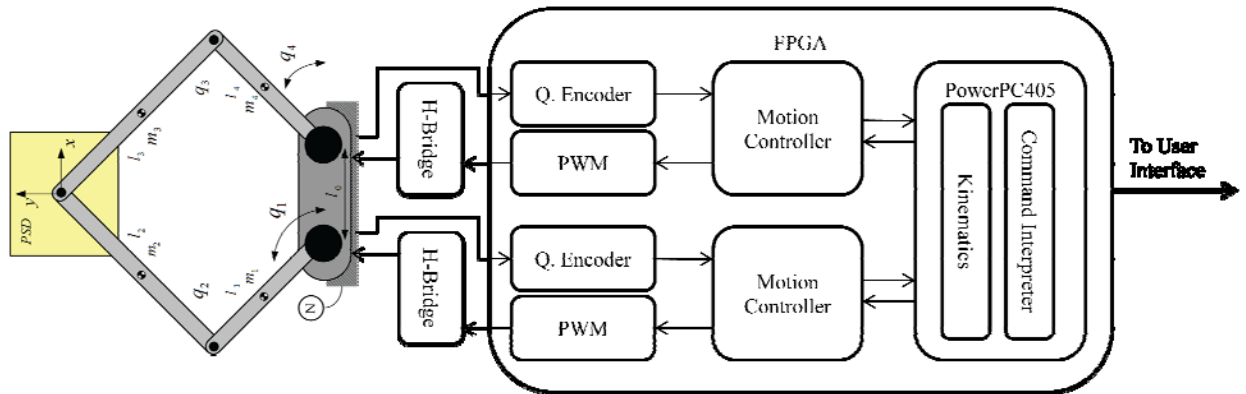 FPGA
q4
q3
l4
m4
l3
m3
x
y
PSD
l2
m2
q2
l1
m1
q1
l0
N
H-Bridge
H-Bridge
Q. Encoder
PWM
Motion
Controller
Q. Encoder
PWM
Motion
Controller
PowerPC405
Kinematics
Command Interpreter
To User
Interface